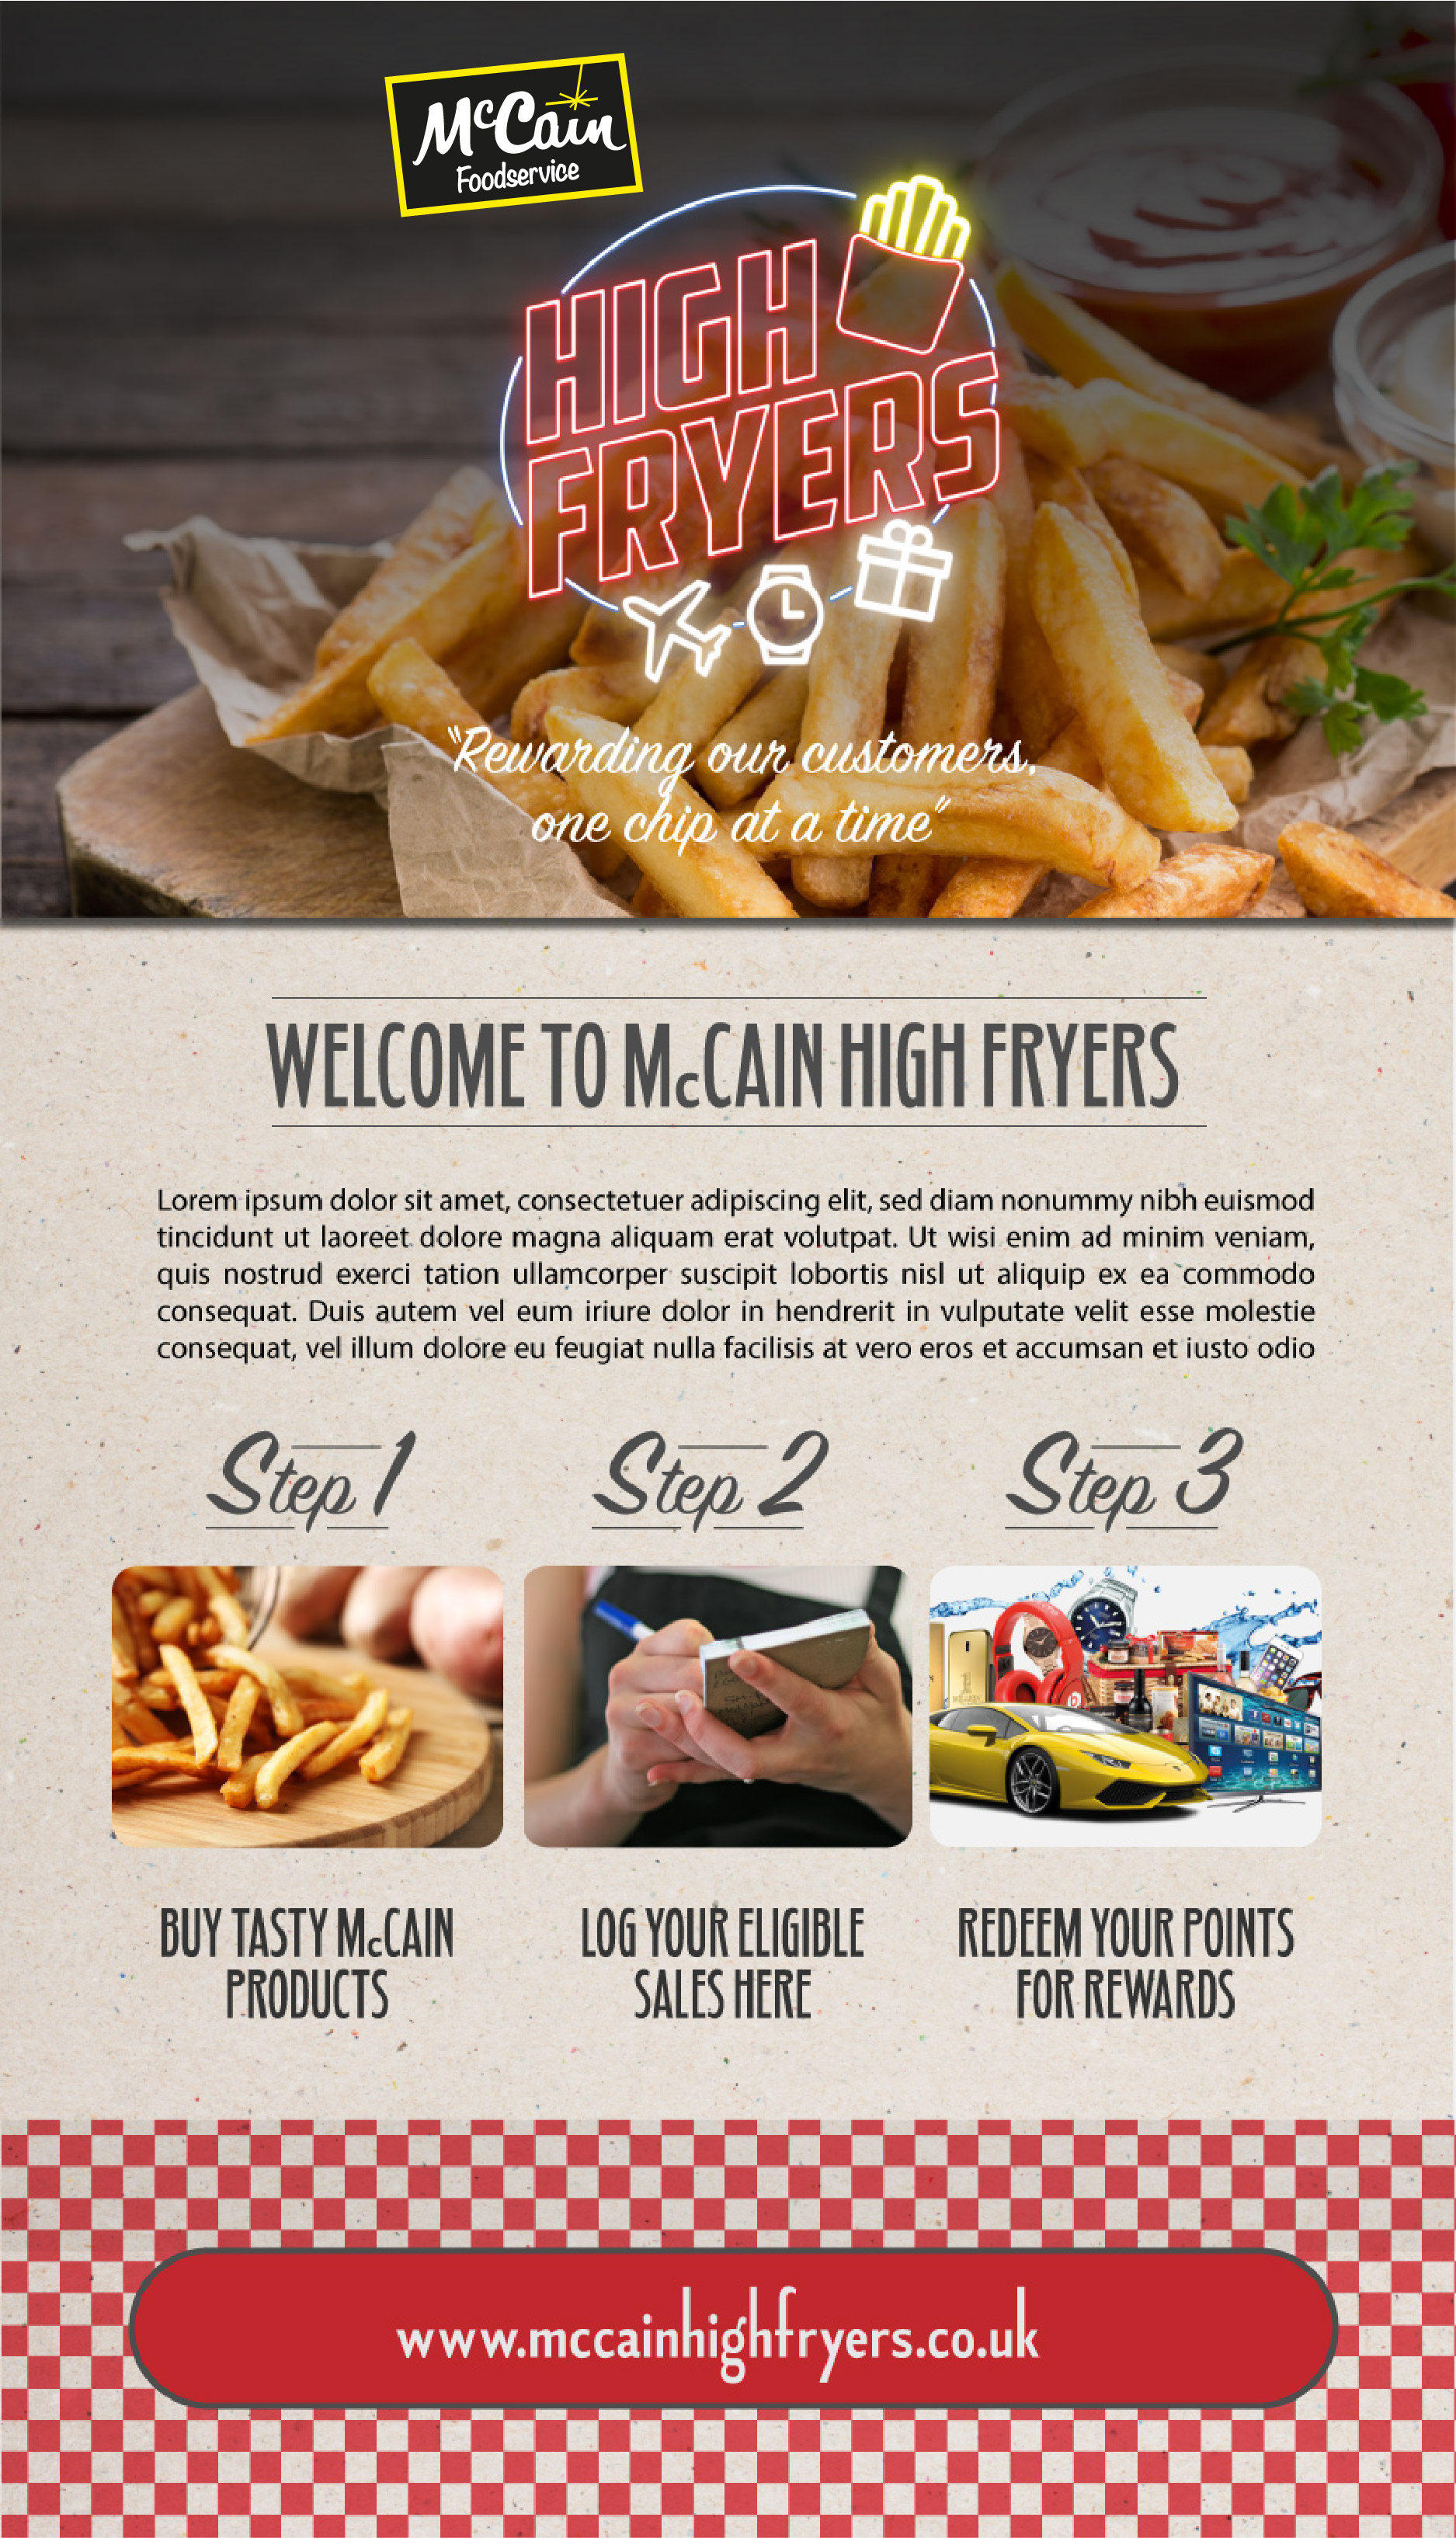 McCain
Foodservice
HIGH
FRYERS
"Rewarding our customers,
one chip at a time"
WELCOME TO McCAIN HIGH FRYERS
Lorem ipsum dolor sit amet, consectetuer adipiscing elit, sed diam nonummy nibh euismod
tincidunt ut laoreet dolore magna aliquam erat volutpat. Ut wisi enim ad minim veniam,
quis nostrud exerci tation ullamcorper suscipit lobortis nisl ut aliquip ex ea commodo
consequat. Duis autem vel eum iriure dolor in hendrerit in vulputate velit esse molestie
consequat, vel illum dolore eu feugiat nulla facilisis at vero eros et accumsan et iusto odio
Step 1
Step 2
Step 3
BUY TASTY McCAIN
PRODUCTS
LOG YOUR ELIGIBLE
SALES HERE
REDEEM YOUR POINTS
FOR REWARDS
www.mccainhighfryers.co.uk